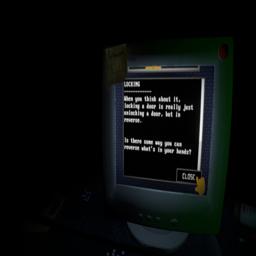 LOCKING
When you think about it,
locking a door is really just
unlocking a door, but in
reverse.
Is there some way you can
reverse what's in your hands?
CLOSE